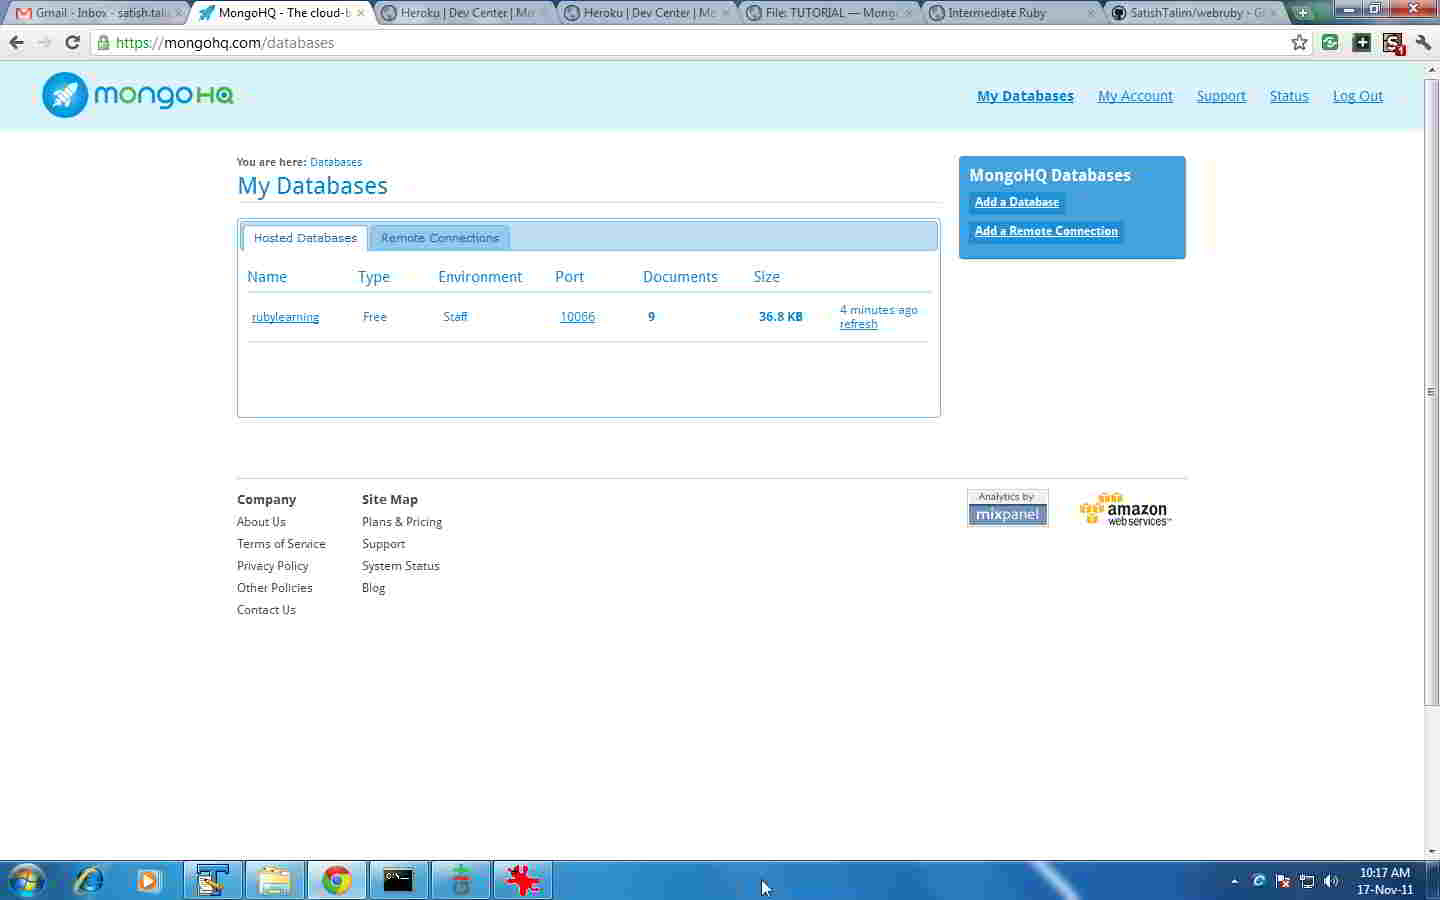 Gmail - Inbox - satish.tali
MongoHQ - The cloud-b
Heroku | Dev Center | Mo
Heroku | Dev Center | Mo
File: TUTORIAL — Mong
Intermediate Ruby
SatishTalim/webruby - Gi
https://mongohq.com/databases
mongoHQ
My Databases
My Account
Support
Status
Log Out
You are here: Databases
My Databases
MongoHQ Databases
Add a Database
Add a Remote Connection
Hosted Databases
Remote Connections
Name Type Environment Port Documents Size
rubylearning Free Staff 10066 9 36.8 KB 4 minutes ago
refresh
Company
About Us
Terms of Service
Privacy Policy
Other Policies
Contact Us
Site Map
Plans & Pricing
Support
System Status
Blog
Analytics by
mixpanel
amazon
web services™
10:17 AM
17-Nov-11